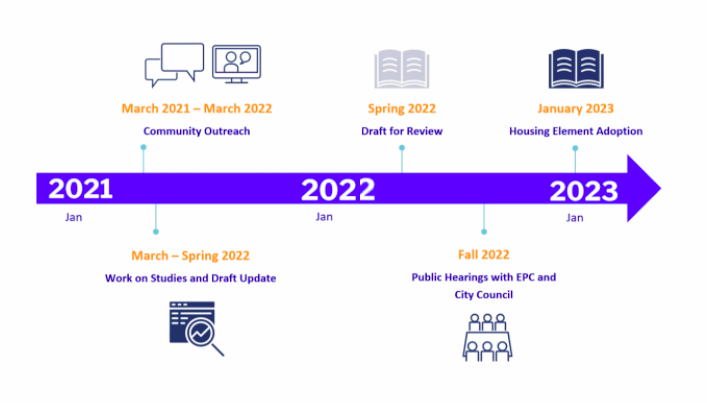 March 2021 – March 2022
Community Outreach
Spring 2022
Draft for Review
January 2023
Housing Element Adoption
2021
2022
2023
Jan
Jan
Jan
March – Spring 2022
Work on Studies and Draft Update
Fall 2022
Public Hearings with EPC and
City Council